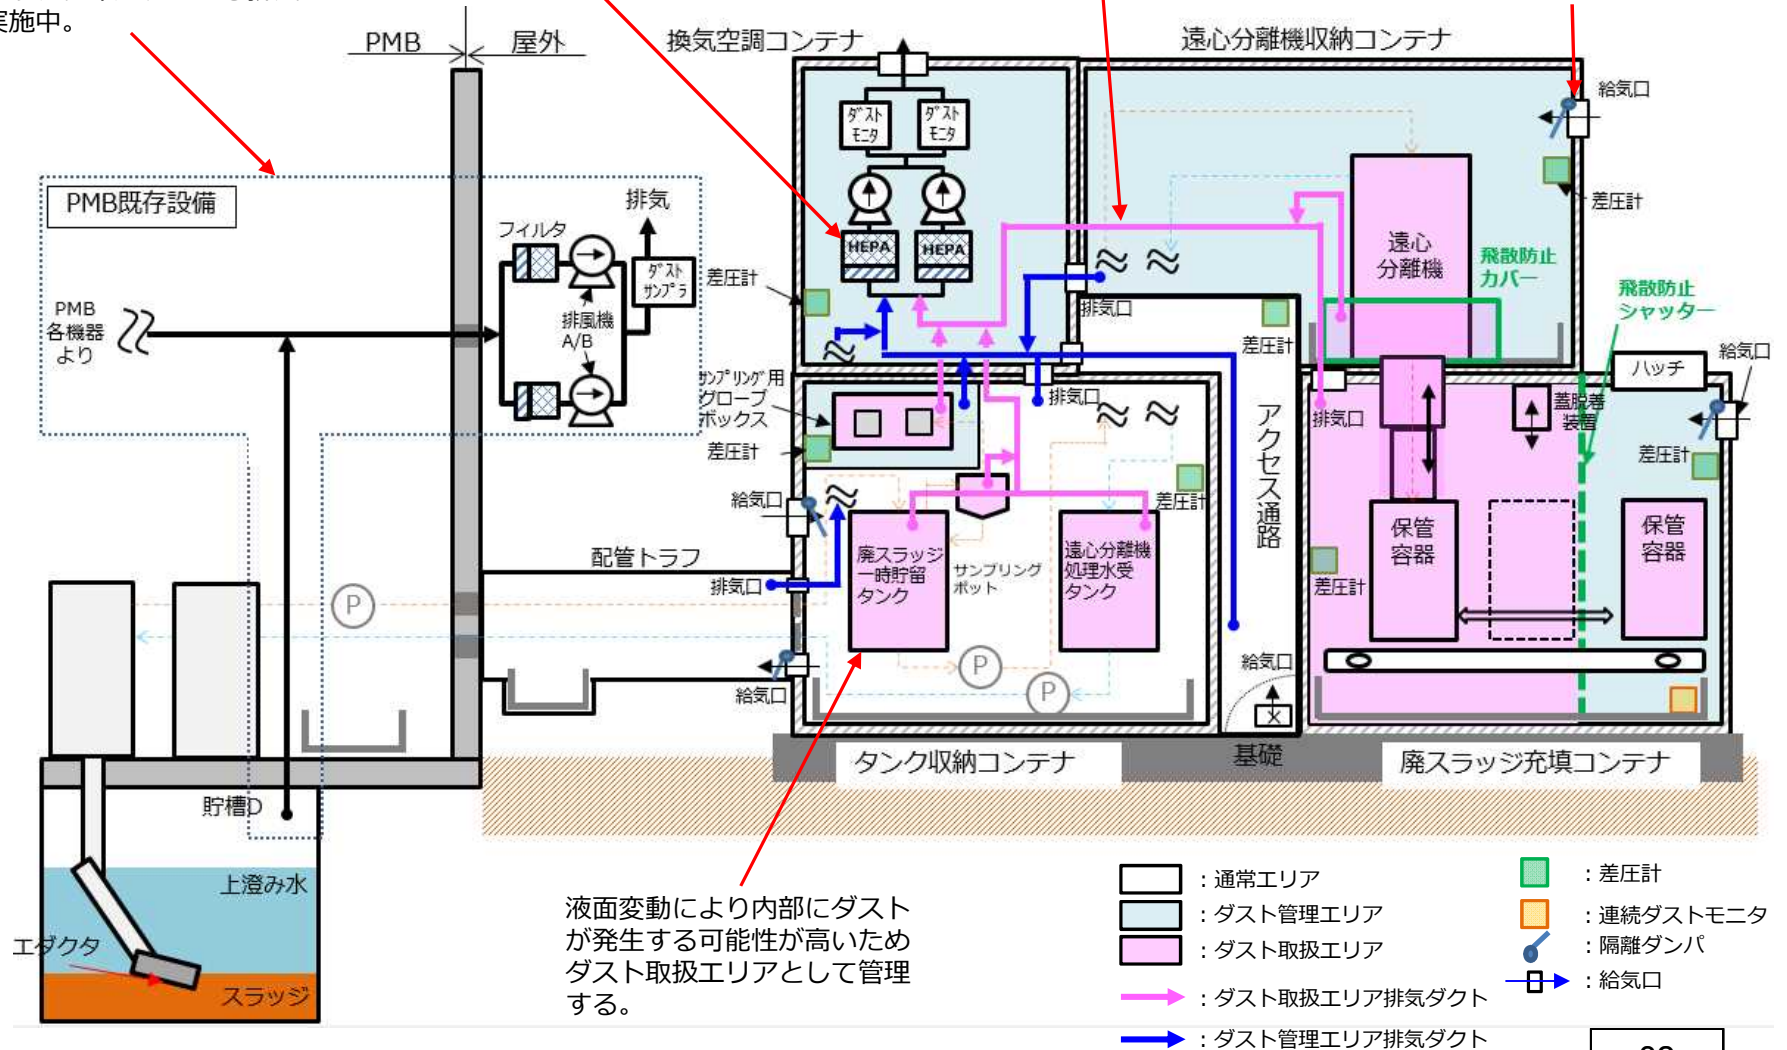 実施中。
PMB
屋外
換気空調コンテナ
遠心分離機収納コンテナ
給気口
ダスト
モニタ
ダスト
モニタ
差圧計
PMB既存設備
排気
フィルタ
HEPA
HEPA
遠心
分離機
飛散防止
カバー
飛散防止
シャッター
ダスト
サンプラ
差圧計
PMB
各機器
より
排風機
A/B
排気口
差圧計
ハッチ
給気口
サンプリング用
グローブ
ボックス
排気口
アクセス通路
排気口
蓋脱着
装置
差圧計
差圧計
給気口
差圧計
配管トラフ
廃スラッジ
一時貯留
タンク
サンプリング
ポット
遠心分離機
処理水受
タンク
保管
容器
保管
容器
排気口
差圧計
P
P
P
給気口
給気口
基礎
タンク収納コンテナ
廃スラッジ充填コンテナ
貯槽D
上澄み水
エダクタ
スラッジ
液面変動により内部にダスト
が発生する可能性が高いため
ダスト取扱エリアとして管理
する。
：通常エリア
：ダスト管理エリア
：ダスト取扱エリア
：ダスト取扱エリア排気ダクト
：ダスト管理エリア排気ダクト
：差圧計
：連続ダストモニタ
：隔離ダンパ
：給気口